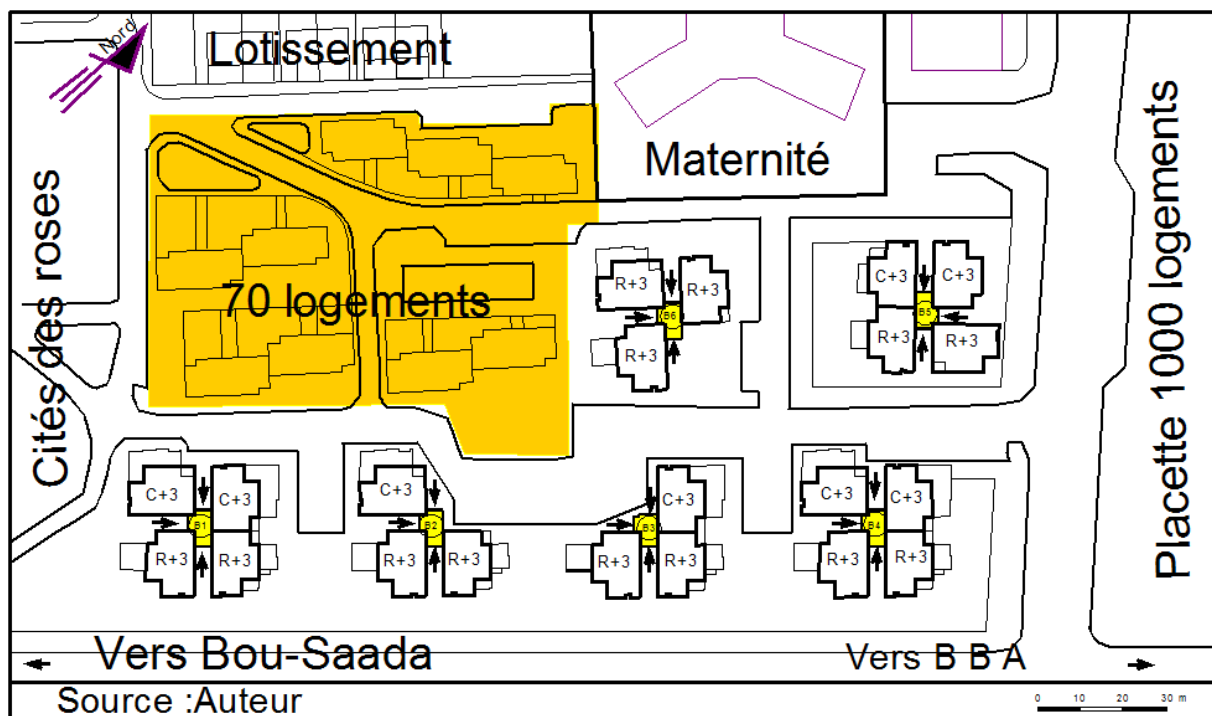 Nord
Lotissement
Maternité
Cités des roses
70 logements
Placette 1000 logements
R+3
R+3
B6
R+3
C+3
C+3
B5
R+3
R+3
C+3
C+3
B1
R+3
R+3
C+3
B2
R+3
R+3
C+3
B3
R+3
R+3
C+3
C+3
B4
R+3
R+3
Vers Bou-Saada
Vers B B A
Source :Auteur
0 10 20 30 m